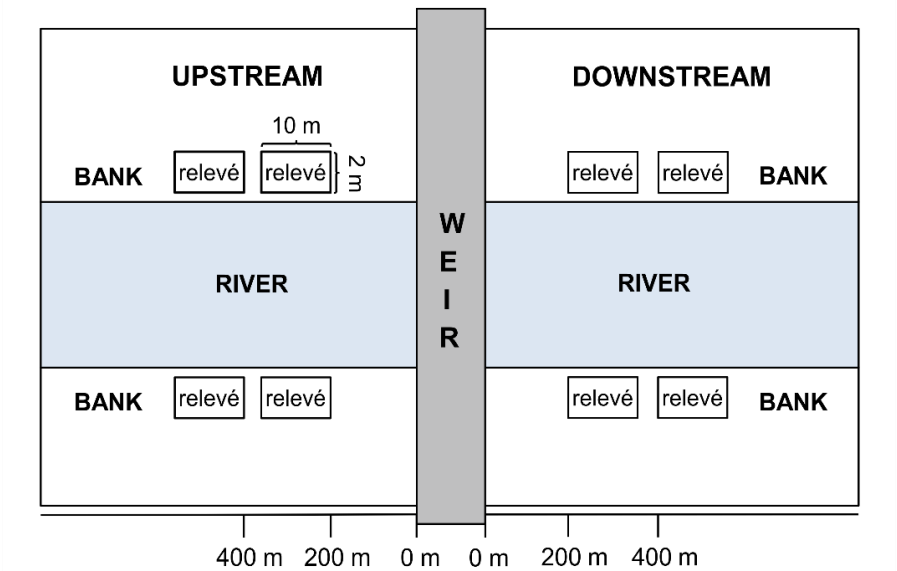 UPSTREAM
DOWNSTREAM
10 m
2 m
BANK
relevé
relevé
relevé
relevé
BANK
W
E
I
R
RIVER
RIVER
BANK
relevé
relevé
relevé
relevé
BANK
400 m
200 m
0 m
0 m
200 m
400 m